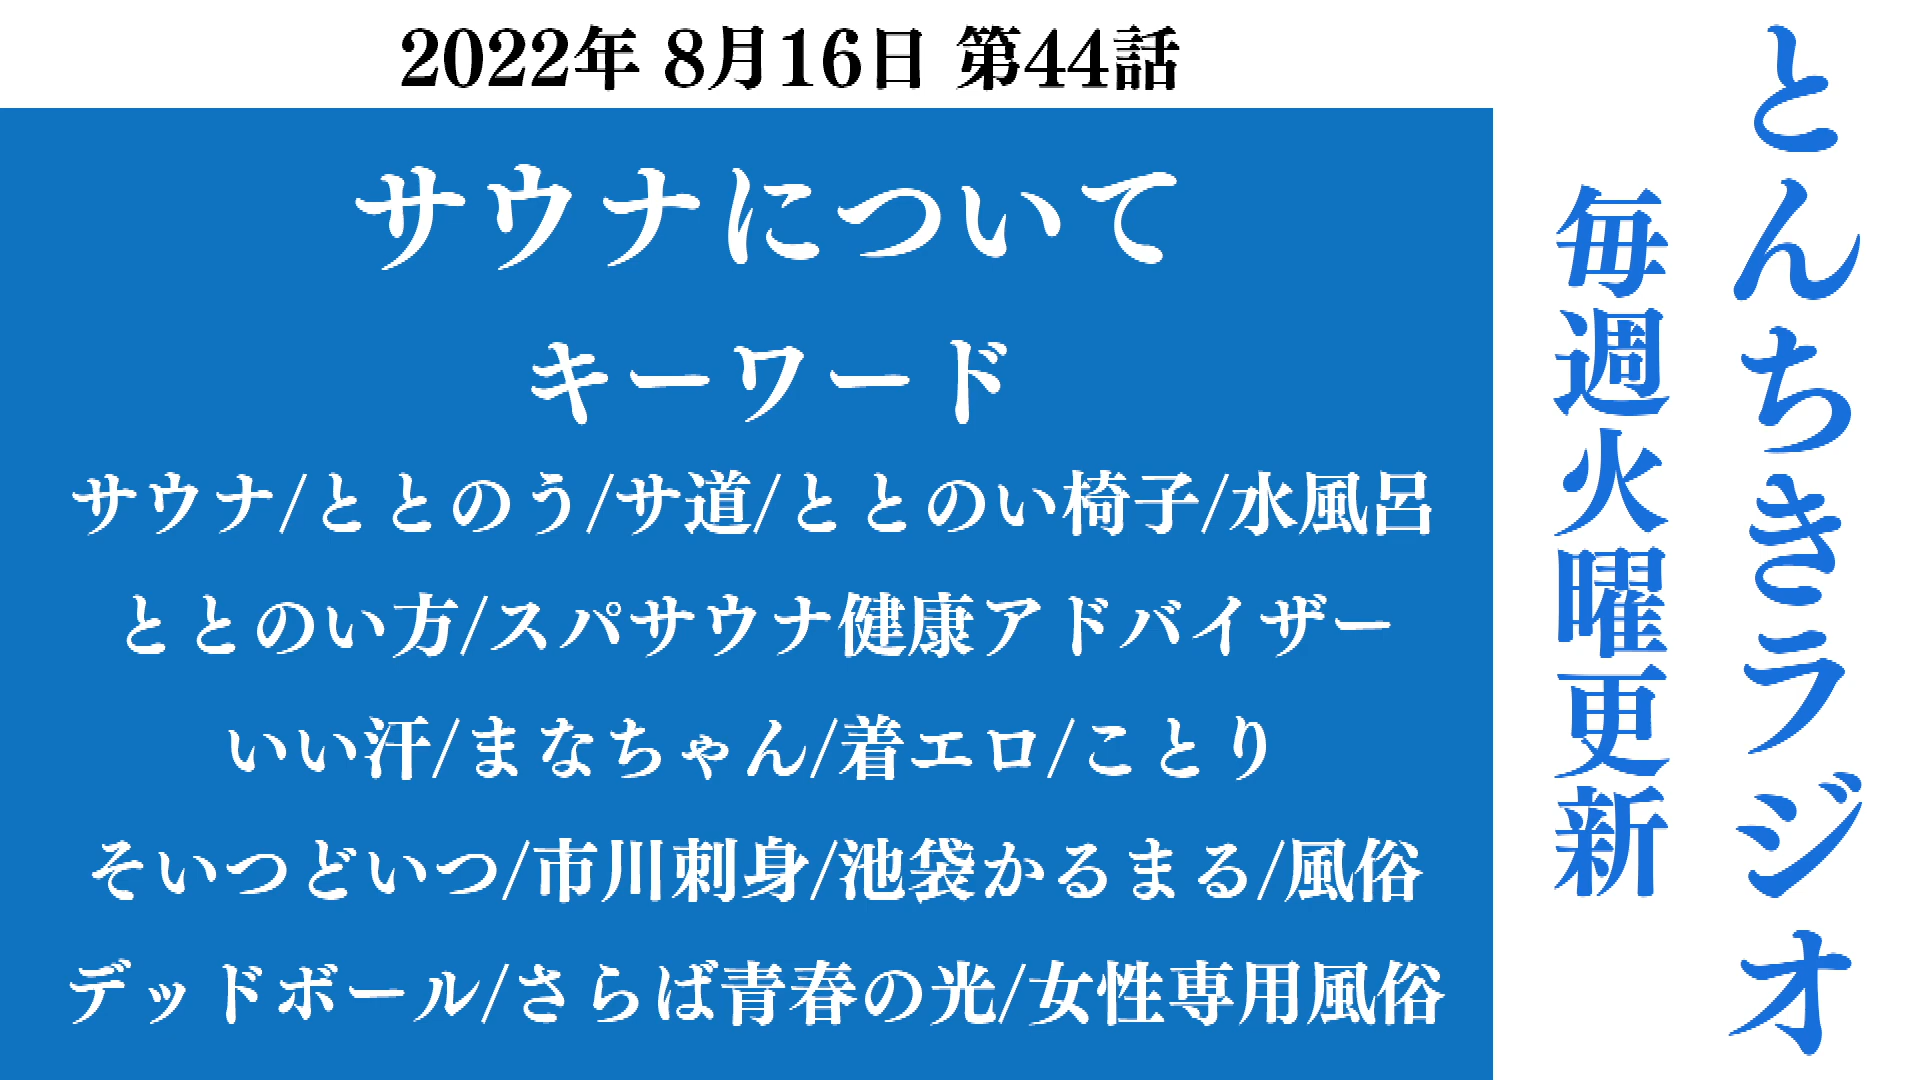 2022年 8月16日 第44話
サウナについて
キーワード
サウナ/ととのう/サ道/ととのい椅子/水風呂
ととのい方/スパサウナ健康アドバイザー
いい汗/まなちゃん/着エロ/ことり
そいつどいつ/市川刺身/池袋かるまる/風俗
デッドボール/さらば青春の光/女性専用風俗
とんちきラジオ
毎週火曜更新